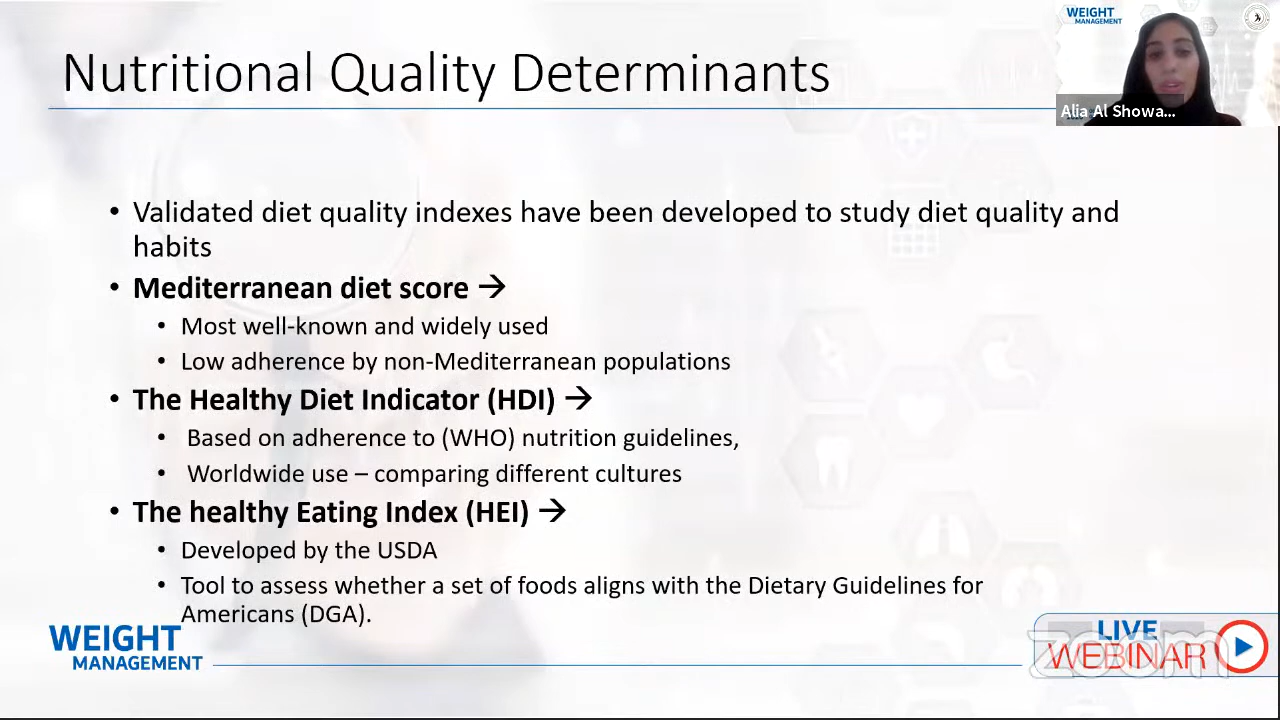 Nutritional Quality Determinants
WEIGHT
MANAGEMENT
Alia Al Showa...
• Validated diet quality indexes have been developed to study diet quality and
habits
• Mediterranean diet score →
• Most well-known and widely used
• Low adherence by non-Mediterranean populations
• The Healthy Diet Indicator (HDI) →
• Based on adherence to (WHO) nutrition guidelines,
• Worldwide use – comparing different cultures
• The healthy Eating Index (HEI) →
• Developed by the USDA
• Tool to assess whether a set of foods aligns with the Dietary Guidelines for
Americans (DGA).
WEIGHT
MANAGEMENT
LIVE
WEBINAR
zoom